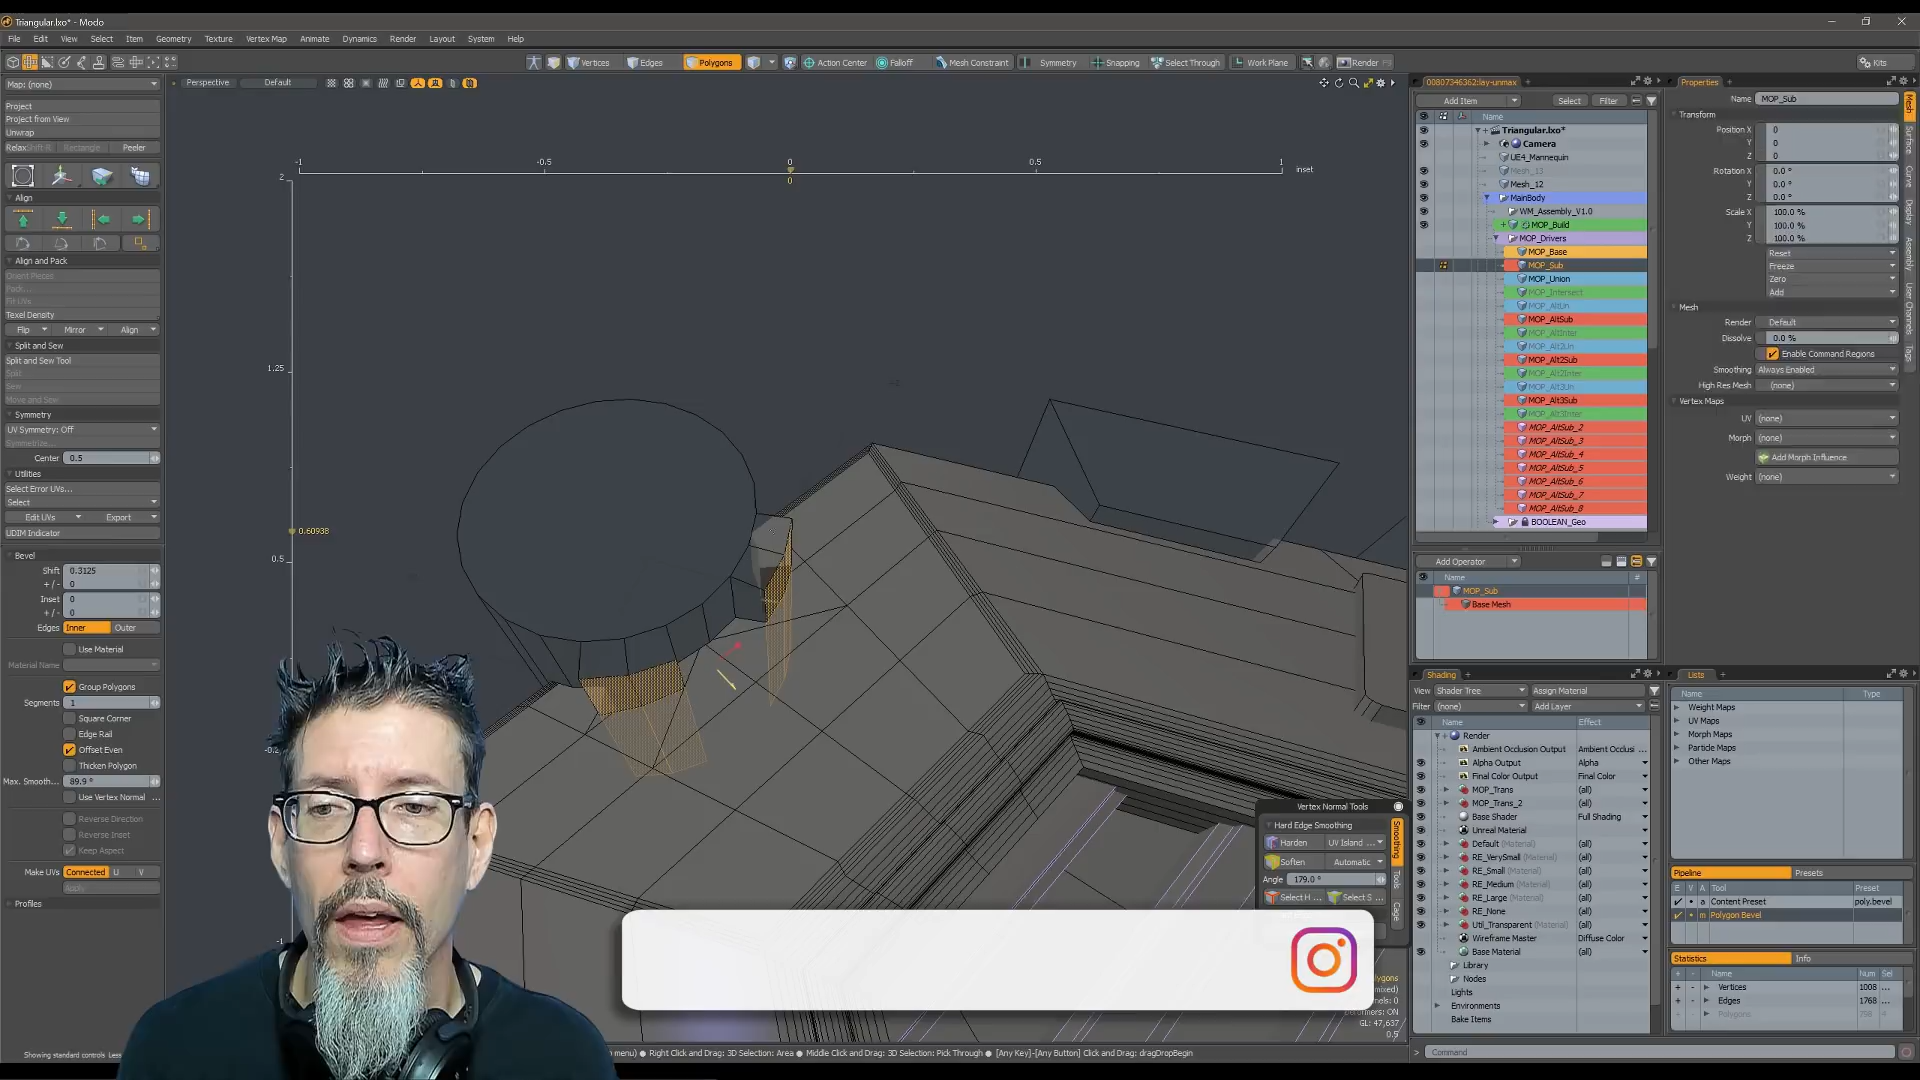 Triangular.lxo* - Modo
File Edit View Select Item Geometry Texture Vertex Map Animate Dynamics Render Layout System Help
Vertices Edges Polygons Action Center Falloff Mesh Constraint Symmetry Snapping Select Through Work Plane Render Kits
Map: (none)
Project
Project from View
Unwrap
Relax Shift-R Rectangle Peeler
Align
Align and Pack
Orient Pieces
Pack...
Fit UVs
Texel Density
Flip Mirror Align
Split and Sew
Split and Sew Tool
Split
Sew
Move and Sew
Symmetry
UV Symmetry: Off
Symmetrize...
Center 0.5
Utilities
Select Error UVs...
Select
Edit UVs Export
UDIM Indicator
Bevel
Shift 0.3125
+ / - 0
Inset 0
+ / - 0
Edges Inner Outer
Use Material
Material Name
Group Polygons
Segments 1
Square Corner
Edge Rail
Offset Even
Thicken Polygon
Max. Smooth... 89.9 °
Use Vertex Normal ...
Reverse Direction
Reverse Inset
Keep Aspect
Make UVs Connected U V
Apply
Profiles
Showing standard controls Less
Perspective Default
-1 -0.5 0 0.5 1 inset
0
2
1.25
0.60938
0.5
-1
Vertex Normal Tools
Hard Edge Smoothing
Harden UV Island ...
Soften Automatic
Angle 179.0 °
Select H ... Select S ...
Smoothing
Tools
Cage
GL: 47,637
0.5
Right Click and Drag: 3D Selection: Area ● Middle Click and Drag: 3D Selection: Pick Through ● [Any Key]-[Any Button] Click and Drag: dragDropBegin
00807346362:lay-unmax
Add Item Select Filter
Name
Triangular.lxo*
Camera
UE4_Mannequin
Mesh_13
Mesh_12
MainBody
WM_Assembly_V1.0
MOP_Build
MOP_Drivers
MOP_Base
MOP_Sub
MOP_Union
MOP_Intersect
MOP_AltUn
MOP_AltSub
MOP_AltInter
MOP_Alt2Un
MOP_Alt2Sub
MOP_Alt2Inter
MOP_Alt3Un
MOP_Alt3Sub
MOP_Alt3Inter
MOP_AltSub_2
MOP_AltSub_3
MOP_AltSub_4
MOP_AltSub_5
MOP_AltSub_6
MOP_AltSub_7
MOP_AltSub_8
BOOLEAN_Geo
Add Operator
Name #
MOP_Sub
Base Mesh
Shading
View Shader Tree Assign Material
Filter (none) Add Layer
Name Effect
Render
Ambient Occlusion Output Ambient Occlusi ...
Alpha Output Alpha
Final Color Output Final Color
MOP_Trans (all)
MOP_Trans_2 (all)
Base Shader Full Shading
Unreal Material
Default (Material) (all)
RE_VerySmall (Material) (all)
RE_Small (Material) (all)
RE_Medium (Material) (all)
RE_Large (Material) (all)
RE_None (all)
Util_Transparent (Material) (all)
Wireframe Master Diffuse Color
Base Material (all)
Library
Nodes
Lights
Environments
Bake Items
Properties
Name MOP_Sub
Transform
Position X 0
Y 0
Z 0
Rotation X 0.0 °
Y 0.0 °
Z 0.0 °
Scale X 100.0 %
Y 100.0 %
Z 100.0 %
Reset
Freeze
Zero
Add
Mesh
Render Default
Dissolve 0.0 %
Enable Command Regions
Smoothing Always Enabled
High Res Mesh (none)
Vertex Maps
UV (none)
Morph (none)
Add Morph Influence
Weight (none)
Mesh
Surface
Curve
Display
Assembly
User Channels
Tags
Lists
Name Type
Weight Maps
UV Maps
Morph Maps
Particle Maps
Other Maps
Pipeline Presets
E V A Tool Preset
a Content Preset poly.bevel
m Polygon Bevel
Statistics Info
+ - Name Num Sel
+ - Vertices 1008 ...
+ - Edges 1768 ...
+ - Polygons
Command